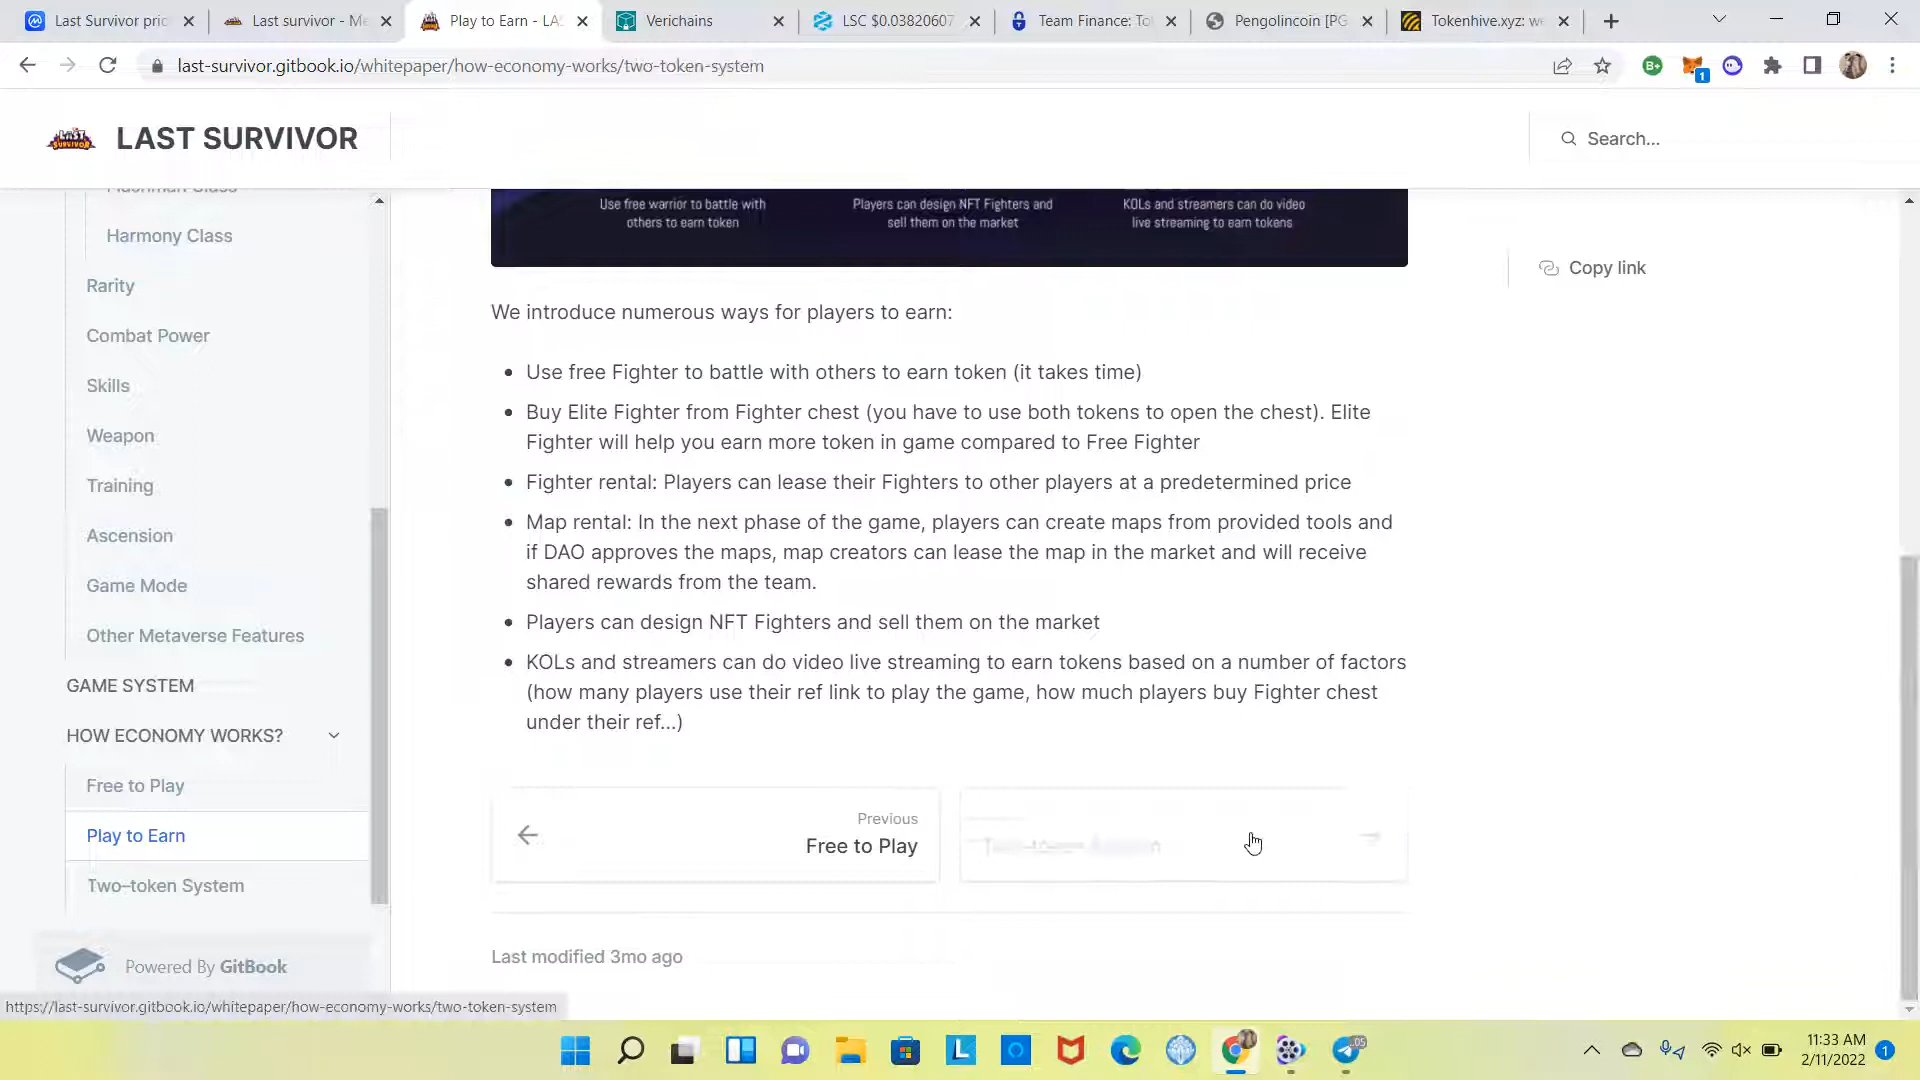 Last Survivor pric
Last survivor - Me
Play to Earn - LAS
Verichains
LSC $0.03820607
Team Finance: To
Pengolincoin [PG
Tokenhive.xyz: we
last-survivor.gitbook.io/whitepaper/how-economy-works/two-token-system
1
LAST SURVIVOR
LAST SURVIVOR
Search...
Harmony Class
Rarity
Combat Power
Skills
Weapon
Training
Ascension
Game Mode
Other Metaverse Features
GAME SYSTEM
HOW ECONOMY WORKS?
Free to Play
Play to Earn
Two-token System
Powered By GitBook
Use free warrior to battle with
others to earn token
Players can design NFT Fighters and
sell them on the market
KOLs and streamers can do video
live streaming to earn tokens
We introduce numerous ways for players to earn:
• Use free Fighter to battle with others to earn token (it takes time)
• Buy Elite Fighter from Fighter chest (you have to use both tokens to open the chest). Elite
Fighter will help you earn more token in game compared to Free Fighter
• Fighter rental: Players can lease their Fighters to other players at a predetermined price
• Map rental: In the next phase of the game, players can create maps from provided tools and
if DAO approves the maps, map creators can lease the map in the market and will receive
shared rewards from the team.
• Players can design NFT Fighters and sell them on the market
• KOLs and streamers can do video live streaming to earn tokens based on a number of factors
(how many players use their ref link to play the game, how much players buy Fighter chest
under their ref...)
Previous
Free to Play
Last modified 3mo ago
Copy link
https://last-survivor.gitbook.io/whitepaper/how-economy-works/two-token-system
11:33 AM
2/11/2022
1